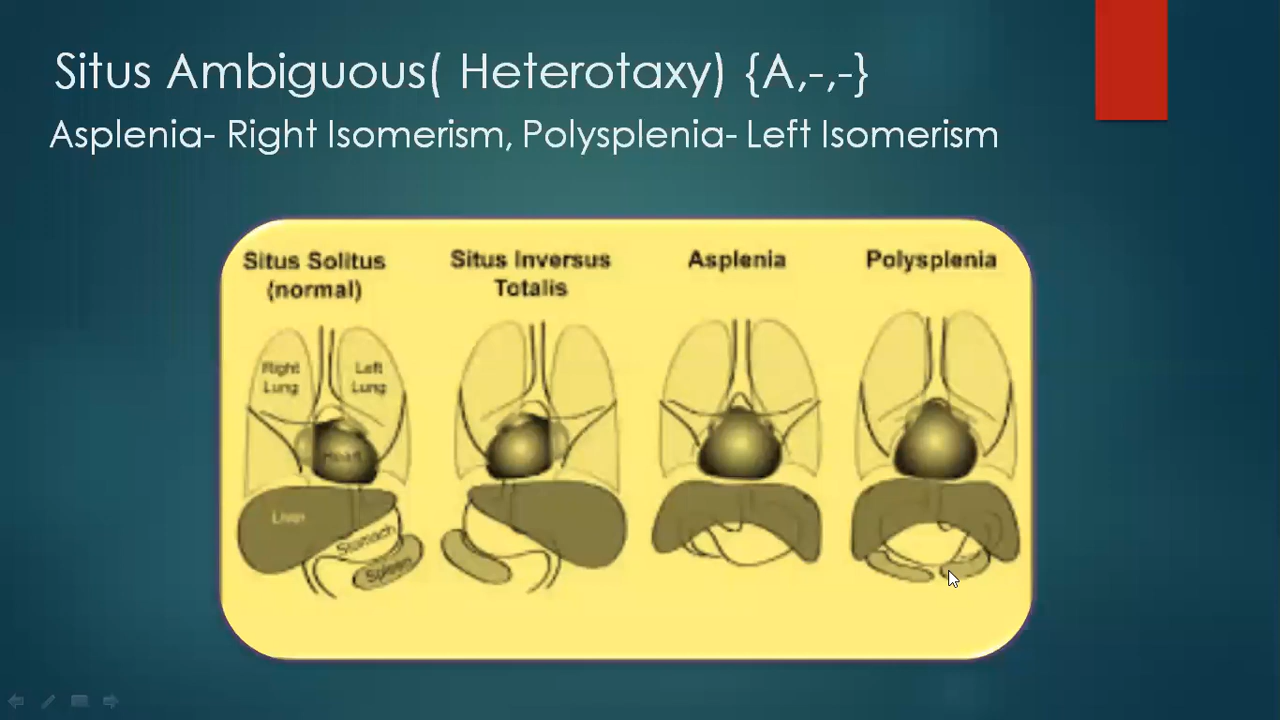 Situs Ambiguous( Heterotaxy) {A,-,-}
Asplenia- Right Isomerism, Polysplenia- Left Isomerism
Situs Solitus
(normal)
Situs Inversus
Totalis
Asplenia
Polysplenia
Right
Lung
Left
Lung
Heart
Liver
Stomach
Spleen